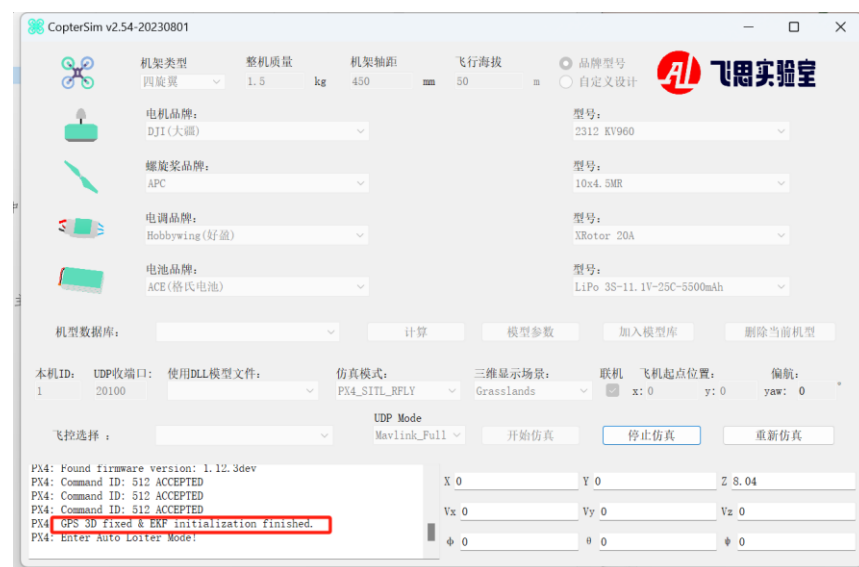 CopterSim v2.54-20230801
机架类型 整机质量 机架轴距 飞行海拔 品牌型号
四旋翼 1.5 kg 450 mm 50 m 自定义设计
飞思实验室
电机品牌： 型号：
DJI(大疆) 2312 KV960
螺旋桨品牌： 型号：
APC 10x4.5MR
电调品牌： 型号：
Hobbywing(好盈) XRotor 20A
电池品牌： 型号：
ACE(格氏电池) LiPo 3S-11.1V-25C-5500mAh
机型数据库： 计算 模型参数 加入模型库 删除当前机型
本机ID: UDP收端口: 使用DLL模型文件： 仿真模式： 三维显示场景： 联机 飞机起点位置： 偏航：
1 20100 PX4_SITL_RFLY Grasslands x: 0 y: 0 yaw: 0 °
UDP Mode
飞控选择 ： Mavlink_Full 开始仿真 停止仿真 重新仿真
PX4: Found firmware version: 1.12.3dev
PX4: Command ID: 512 ACCEPTED
PX4: Command ID: 512 ACCEPTED
PX4: Command ID: 512 ACCEPTED
PX4: GPS 3D fixed & EKF initialization finished.
PX4: Enter Auto Loiter Mode!
X 0 Y 0 Z 8.04
Vx 0 Vy 0 Vz 0
ϕ 0 θ 0 ψ 0